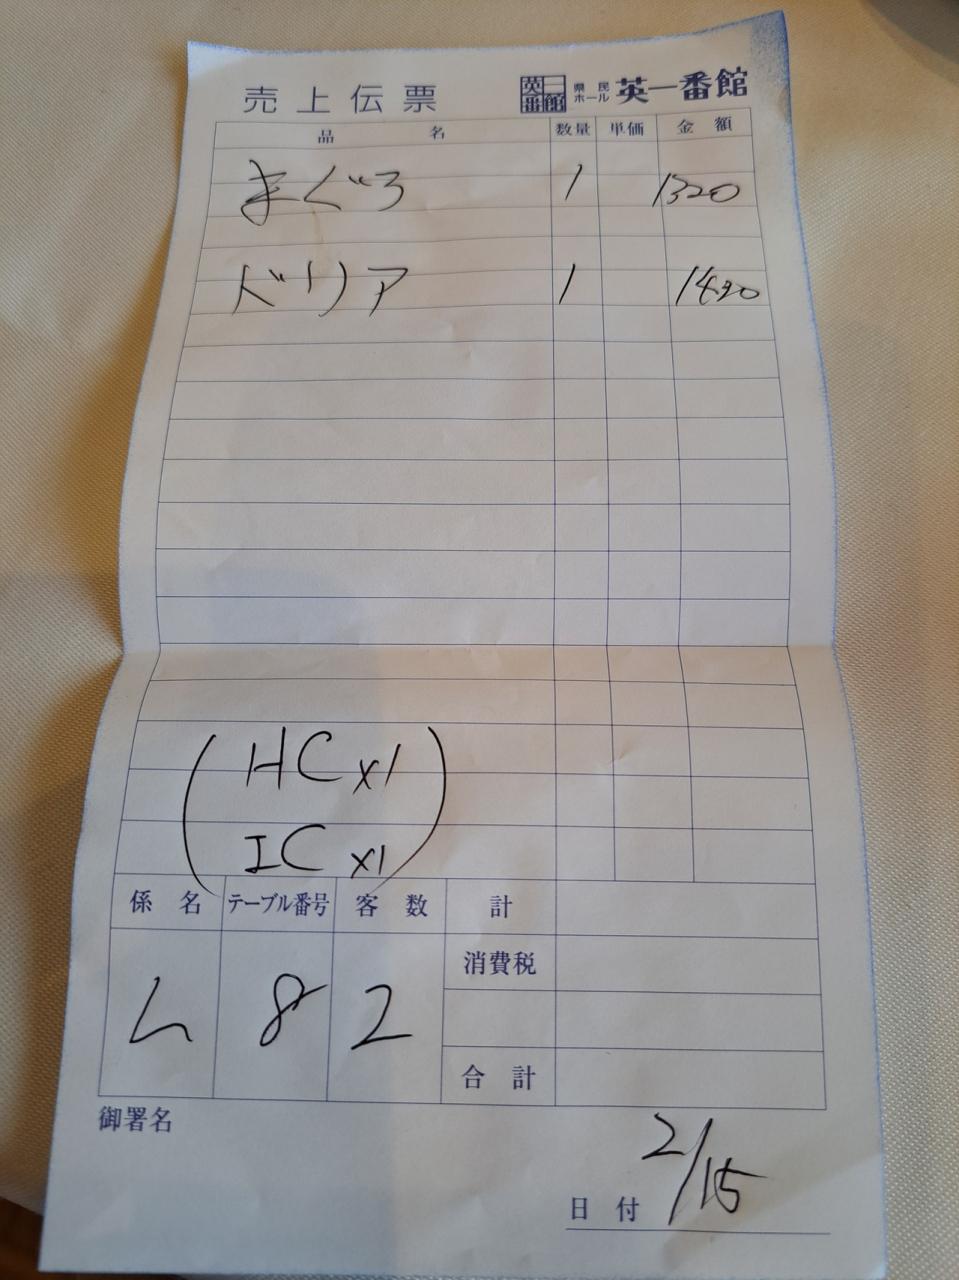 売上伝票 英一番館 県民ホール 英一番館
品名 数量 単価 金額
まぐろ 1 1320
ドリア 1 1420
(HC x1
IC x1)
係名 テーブル番号 客数 計
消費税
8 2
合計
御署名
日付 2/15